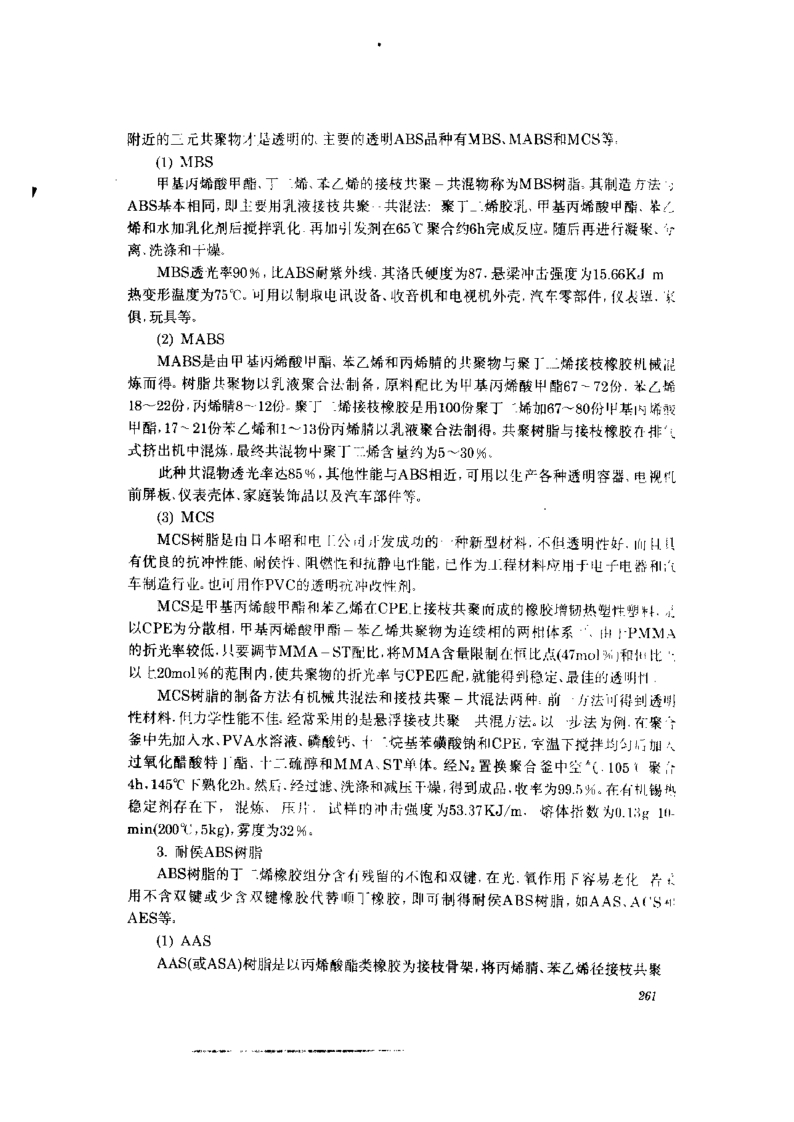 附近的三元共聚物才是透明的、主要的透明ABS品种有MBS、MABS和MCS等。
(1) MBS
甲基丙烯酸甲酯、丁二烯、苯乙烯的接枝共聚－共混物称为MBS树脂。其制造方法与
ABS基本相同，即主要用乳液接枝共聚－共混法：聚丁二烯胶乳、甲基丙烯酸甲酯、苯乙
烯和水加乳化剂后搅拌乳化．再加引发剂在65℃聚合约6h完成反应。随后再进行凝聚、分
离、洗涤和干燥。
MBS透光率90%，比ABS耐紫外线．其洛氏硬度为87．悬梁冲击强度为15.66KJ m
热变形温度为75℃。可用以制取电讯设备、收音机和电视机外壳，汽车零部件，仪表罩．家
俱，玩具等。
(2) MABS
MABS是由甲基丙烯酸甲酯、苯乙烯和丙烯腈的共聚物与聚丁二烯接枝橡胶机械混
炼而得。树脂共聚物以乳液聚合法制备，原料配比为甲基丙烯酸甲酯67～72份．苯乙烯
18～22份，丙烯腈8～12份。聚丁二烯接枝橡胶是用100份聚丁二烯加67～80份甲基丙烯酸
甲酯，17～21份苯乙烯和1～13份丙烯腈以乳液聚合法制得。共聚树脂与接枝橡胶在排气
式挤出机中混炼，最终共混物中聚丁二烯含量约为5～30%。
此种共混物透光率达85%，其他性能与ABS相近，可用以生产各种透明容器、电视机
前屏板、仪表壳体、家庭装饰品以及汽车部件等。
(3) MCS
MCS树脂是由日本昭和电工公司开发成功的一种新型材料，不但透明性好．而且具
有优良的抗冲性能、耐侯性、阻燃性和抗静电性能，已作为工程材料应用于电子电器和汽
车制造行业。也可用作PVC的透明抗冲改性剂。
MCS是甲基丙烯酸甲酯和苯乙烯在CPE上接枝共聚而成的橡胶增韧热塑性塑料．是
以CPE为分散相，甲基丙烯酸甲酯－苯乙烯共聚物为连续相的两相体系 由于PMMA
的折光率较低．只要调节MMA－ST配比，将MMA含量限制在恒比点(47mol%)和恒比
以上20mol%的范围内，使共聚物的折光率与CPE匹配，就能得到稳定、最佳的透明性．
MCS树脂的制备方法有机械共混法和接枝共聚－共混法两种．前一方法可得到透明
性材料．但力学性能不佳。经常采用的是悬浮接枝共聚 共混方法。以一步法为例．在聚合
釜中先加入水、PVA水溶液、磷酸钙、十二烷基苯磺酸钠和CPE，室温下搅拌均匀后加入
过氧化醋酸特丁酯、十二硫醇和MMA、ST单体。经N₂置换聚合釜中空气．105℃聚合
4h，145℃下熟化2h。然后．经过滤、洗涤和减压干燥，得到成品．收率为99.5%。在有机锡热
稳定剂存在下，混炼、压片．试样的冲击强度为53.37KJ/m．熔体指数为0.13g 10-
min(200℃,5kg)，雾度为32%。
3. 耐侯ABS树脂
ABS树脂的丁二烯橡胶组分含有残留的不饱和双键，在光．氧作用下容易老化 若
用不含双键或少含双键橡胶代替顺丁橡胶，即可制得耐侯ABS树脂，如AAS、ACS和
AES等。
(1) AAS
AAS(或ASA)树脂是以丙烯酸酯类橡胶为接枝骨架，将丙烯腈、苯乙烯径接枝共聚
261